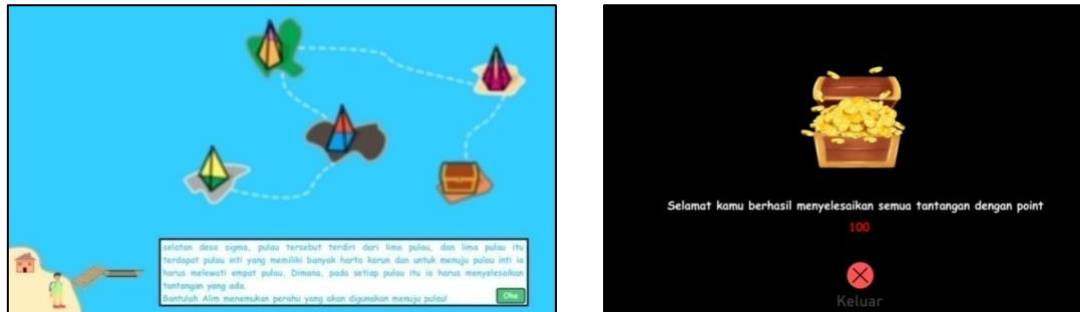 selatan desa sigma, pulau tersebut terdiri dari lima pulau, dan lima pulau itu
terdapat pulau inti yang memiliki banyak harta karun dan untuk menuju pulau inti ia
harus melewati empat pulau. Dimana, pada setiap pulau itu ia harus menyelesaikan
tantangan yang ada.
Bantulah Alim menemukan perahu yang akan digunakan menuju pulau!
Oke
Selamat kamu berhasil menyelesaikan semua tantangan dengan point
100
Keluar